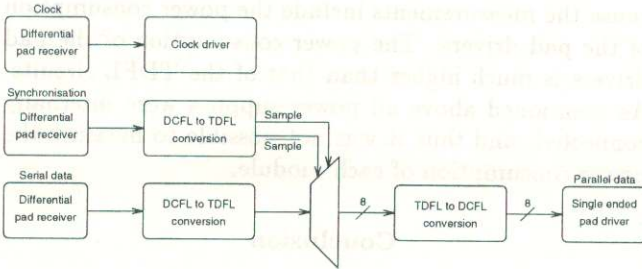 Clock
Differential
pad receiver
Clock driver
Synchronisation
Differential
pad receiver
DCFL to TDFL
conversion
Sample
Sample
Serial data
Differential
pad receiver
DCFL to TDFL
conversion
8
TDFL to DCFL
conversion
8
Parallel data
Single ended
pad driver